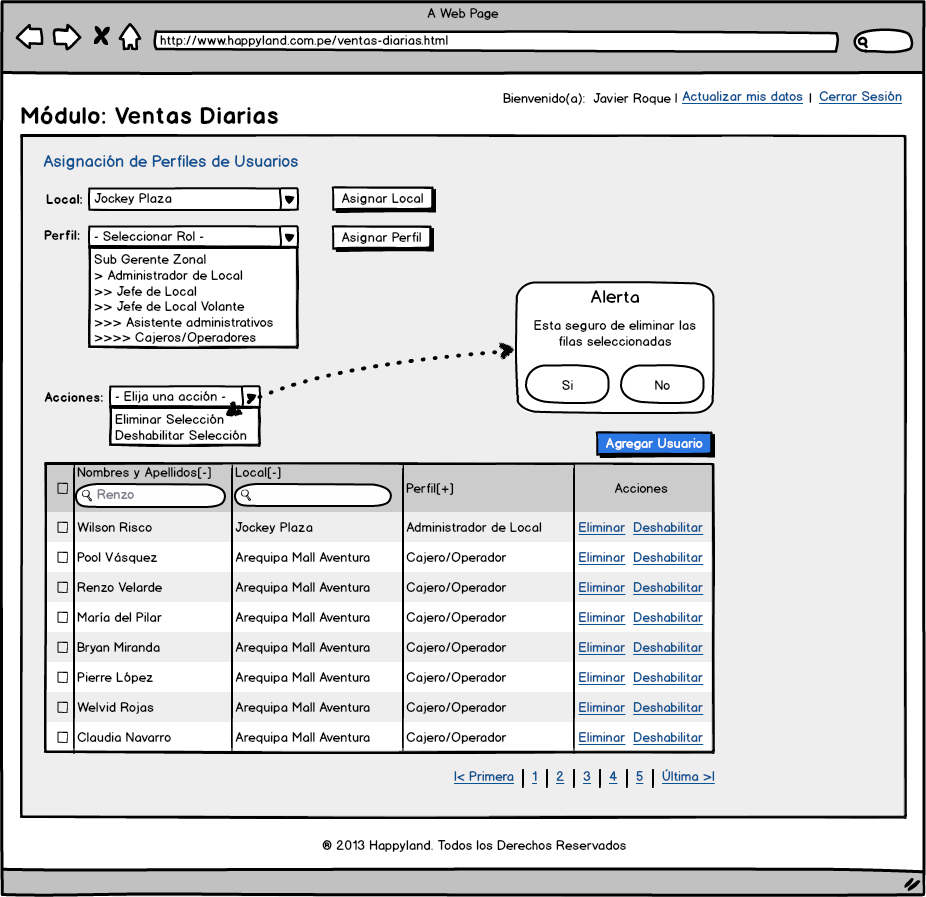 A Web Page
http://www.happyland.com.pe/ventas-diarias.html
Bienvenido(a): Javier Roque | Actualizar mis datos | Cerrar Sesión
Módulo: Ventas Diarias
Asignación de Perfiles de Usuarios
Local: Jockey Plaza Asignar Local
Perfil: - Seleccionar Rol - Asignar Perfil
Sub Gerente Zonal
> Administrador de Local
>> Jefe de Local
>> Jefe de Local Volante
>>> Asistente administrativos
>>>> Cajeros/Operadores
Alerta
Esta seguro de eliminar las
filas seleccionadas
Si No
Acciones: - Elija una acción -
Eliminar Selección
Deshabilitar Selección
Agregar Usuario
Nombres y Apellidos[-] Local[-] Perfil[+] Acciones
Renzo
Wilson Risco Jockey Plaza Administrador de Local Eliminar Deshabilitar
Pool Vásquez Arequipa Mall Aventura Cajero/Operador Eliminar Deshabilitar
Renzo Velarde Arequipa Mall Aventura Cajero/Operador Eliminar Deshabilitar
María del Pilar Arequipa Mall Aventura Cajero/Operador Eliminar Deshabilitar
Bryan Miranda Arequipa Mall Aventura Cajero/Operador Eliminar Deshabilitar
Pierre López Arequipa Mall Aventura Cajero/Operador Eliminar Deshabilitar
Welvid Rojas Arequipa Mall Aventura Cajero/Operador Eliminar Deshabilitar
Claudia Navarro Arequipa Mall Aventura Cajero/Operador Eliminar Deshabilitar
|< Primera | 1 | 2 | 3 | 4 | 5 | Última >|
® 2013 Happyland. Todos los Derechos Reservados